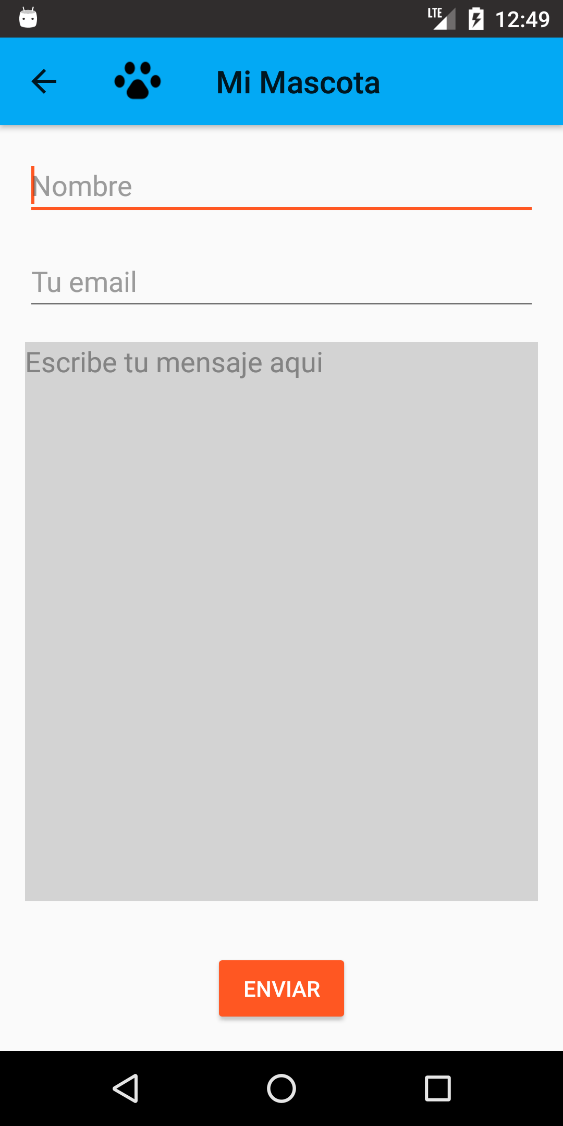 LTE 12:49
Mi Mascota
Nombre
Tu email
Escribe tu mensaje aqui
ENVIAR